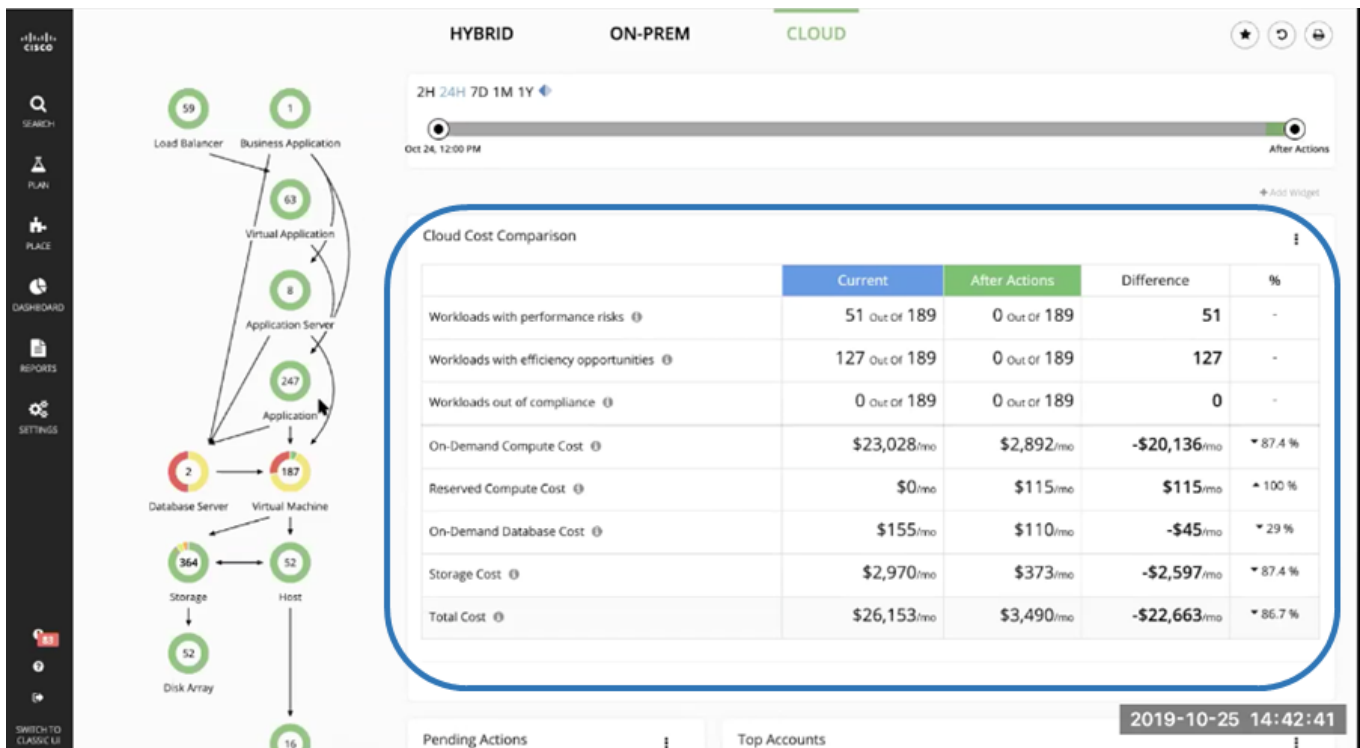 HYBRID ON-PREM CLOUD
CISCO
SEARCH
PLAN
PLACE
DASHBOARD
REPORTS
SETTINGS
83
SWITCH TO
CLASSIC UI
59 1
Load Balancer Business Application
63
Virtual Application
8
Application Server
247
Application
2 187
Database Server Virtual Machine
364 52
Storage Host
52
Disk Array
16
2H 24H 7D 1M 1Y
Oct 24, 12:00 PM After Actions
+ Add Widget
Cloud Cost Comparison
Current After Actions Difference %
Workloads with performance risks 51 Out Of 189 0 Out Of 189 51 -
Workloads with efficiency opportunities 127 Out Of 189 0 Out Of 189 127 -
Workloads out of compliance 0 Out Of 189 0 Out Of 189 0 -
On-Demand Compute Cost $23,028/mo $2,892/mo -$20,136/mo 87.4 %
Reserved Compute Cost $0/mo $115/mo $115/mo 100 %
On-Demand Database Cost $155/mo $110/mo -$45/mo 29 %
Storage Cost $2,970/mo $373/mo -$2,597/mo 87.4 %
Total Cost $26,153/mo $3,490/mo -$22,663/mo 86.7 %
2019-10-25 14:42:41
Pending Actions Top Accounts